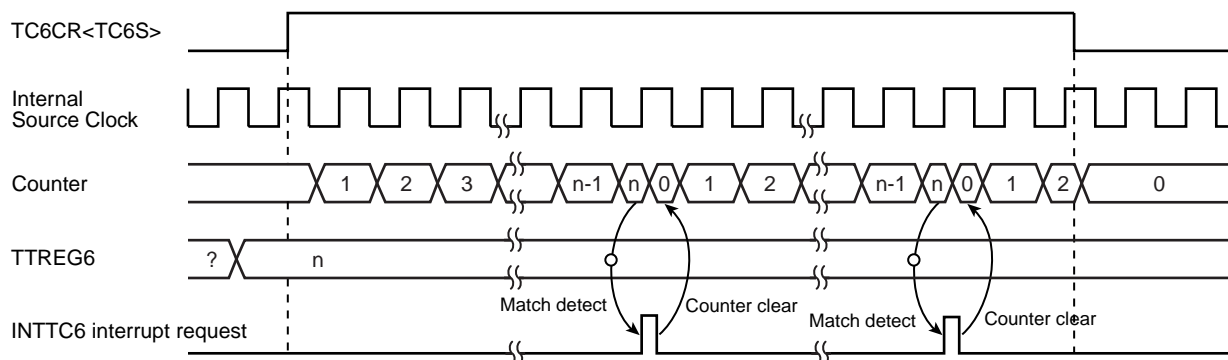 TC6CR<TC6S>
Internal
Source Clock
Counter
1 2 3 n-1 n 0 1 2 n-1 n 0 1 2 0
TTREG6
? n
Match detect Counter clear Match detect Counter clear
INTTC6 interrupt request